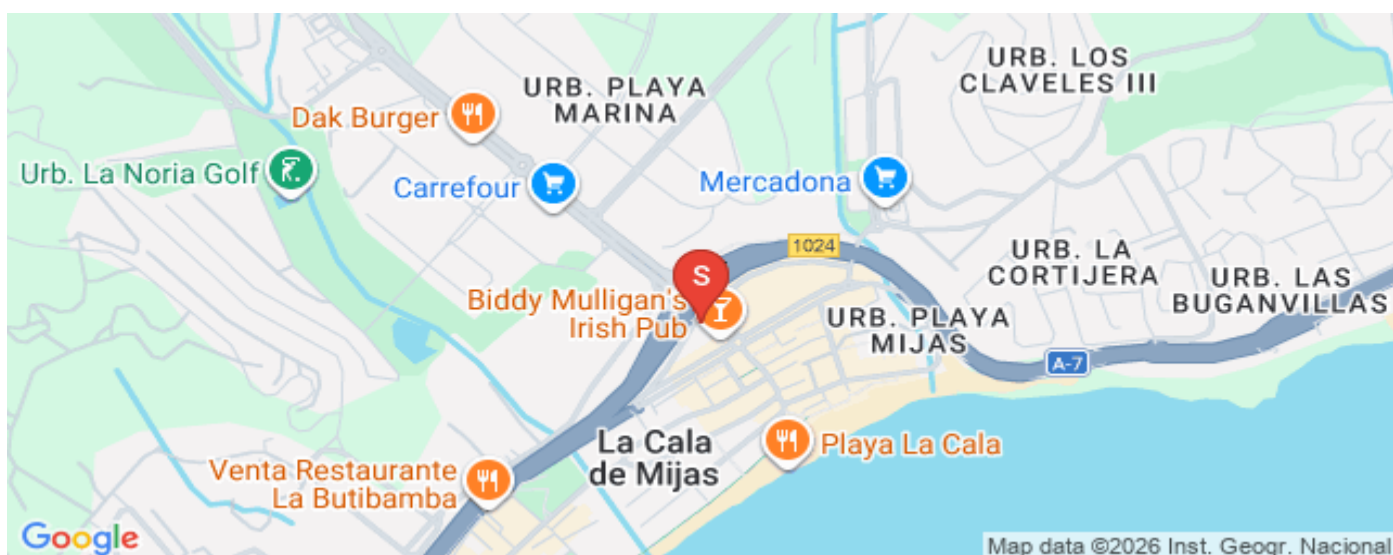 URB. LOS
CLAVELES III
URB. PLAYA
MARINA
Dak Burger
Urb. La Noria Golf
Carrefour
Mercadona
1024
URB. LA
CORTIJERA
URB. LAS
BUGANVILLAS
S
Biddy Mulligan's
Irish Pub
URB. PLAYA
MIJAS
A-7
La Cala
de Mijas
Playa La Cala
Venta Restaurante
La Butibamba
Google
Map data ©2026 Inst. Geogr. Nacional